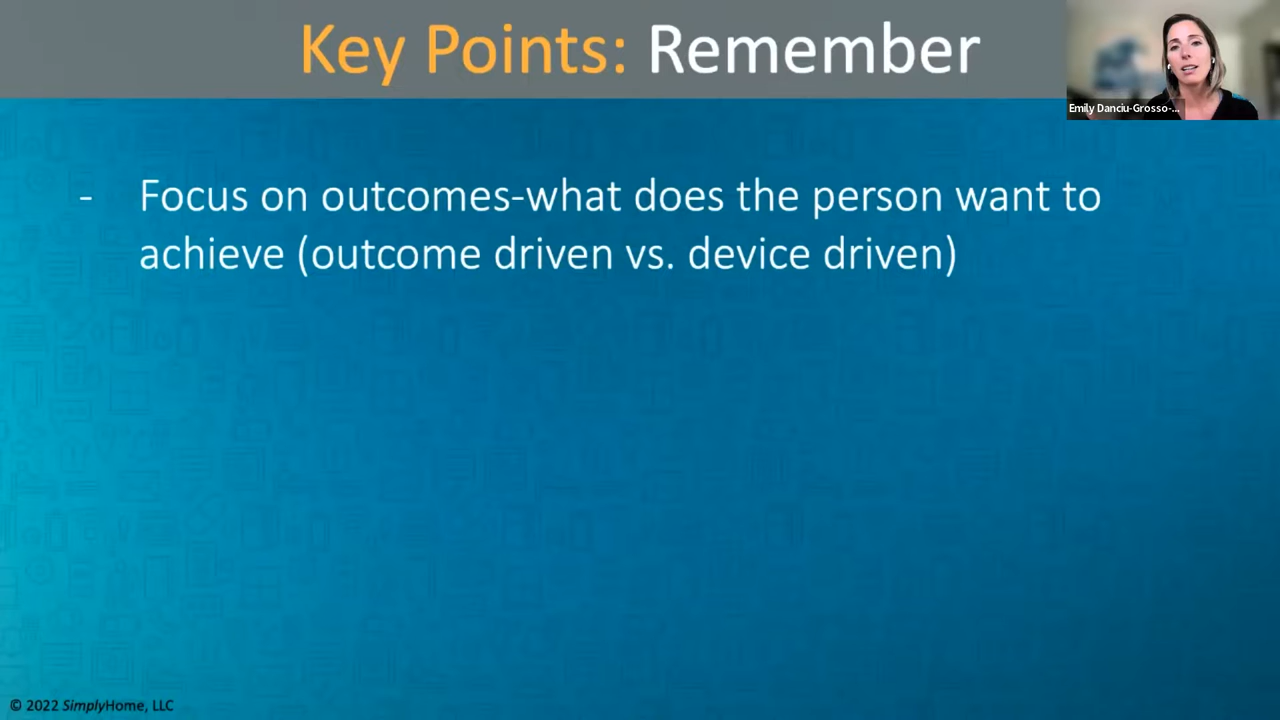 Key Points: Remember
Emily Danciu-Grosso-...
- Focus on outcomes-what does the person want to
achieve (outcome driven vs. device driven)
© 2022 SimplyHome, LLC